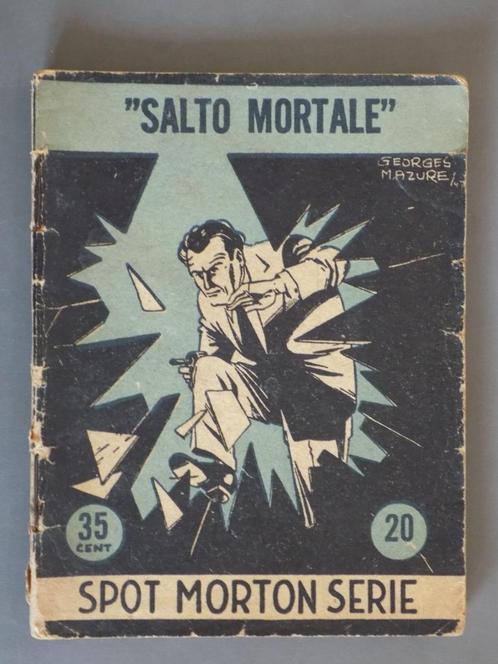 "SALTO MORTALE"
GEORGES
MAZURE
35
CENT
20
SPOT MORTON SERIE